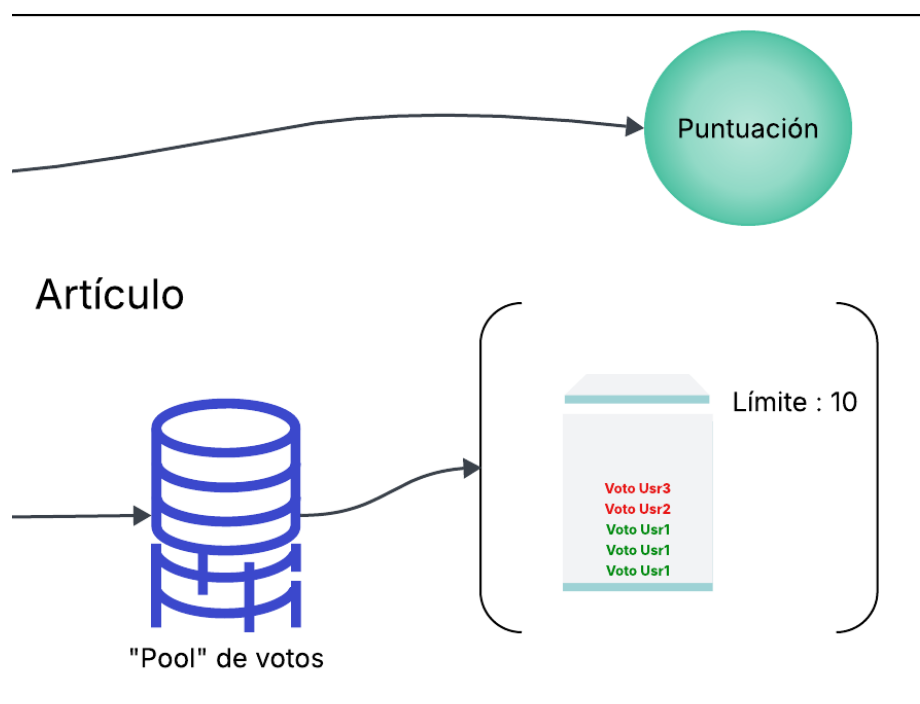 Puntuación
Artículo
Límite : 10
Voto Usr3
Voto Usr2
Voto Usr1
Voto Usr1
Voto Usr1
"Pool" de votos